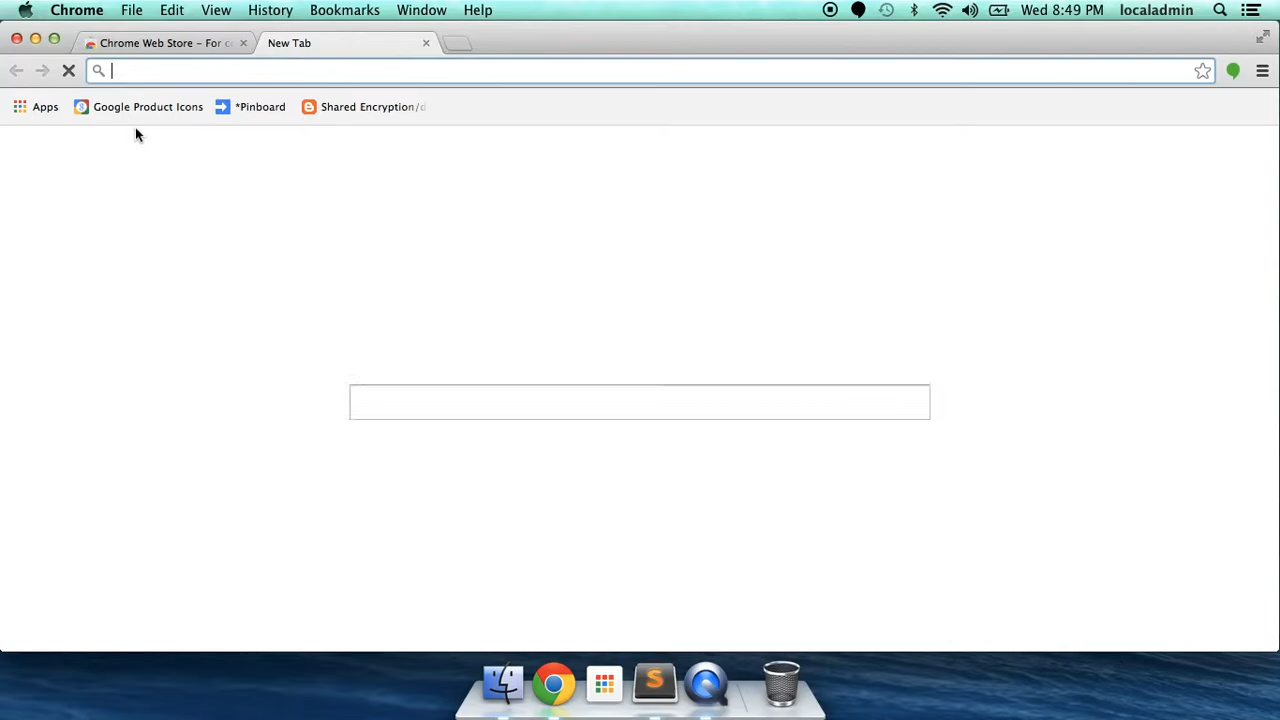 Chrome File Edit View History Bookmarks Window Help Wed 8:49 PM localadmin
Chrome Web Store – For co New Tab
Apps Google Product Icons *Pinboard Shared Encryption/d
S